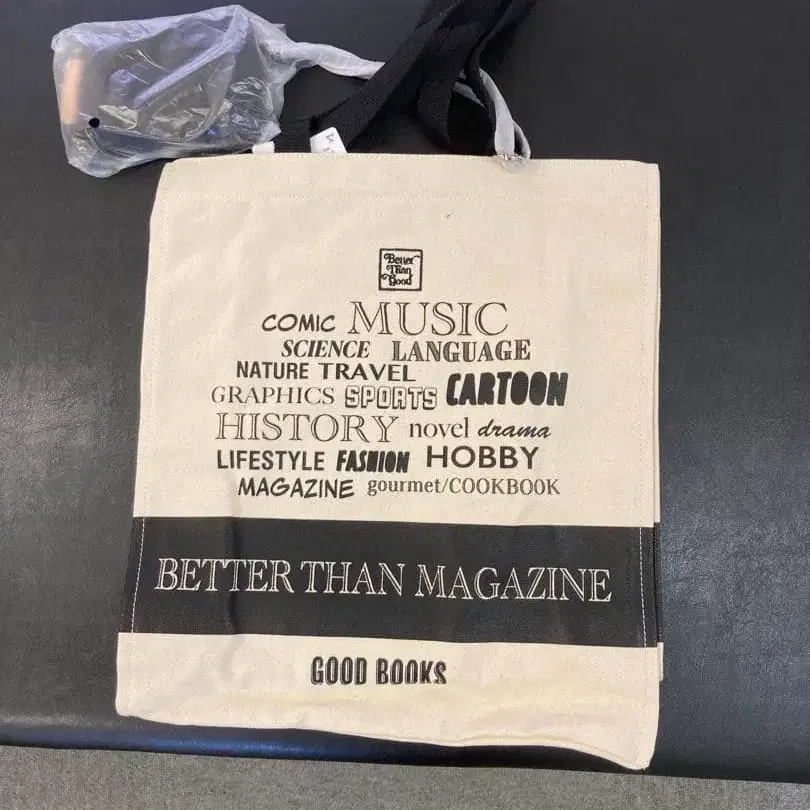 Better
Than
Good
COMIC MUSIC
SCIENCE LANGUAGE
NATURE TRAVEL
GRAPHICS SPORTS CARTOON
HISTORY novel drama
LIFESTYLE FASHION HOBBY
MAGAZINE gourmet/COOKBOOK
BETTER THAN MAGAZINE
GOOD BOOKS